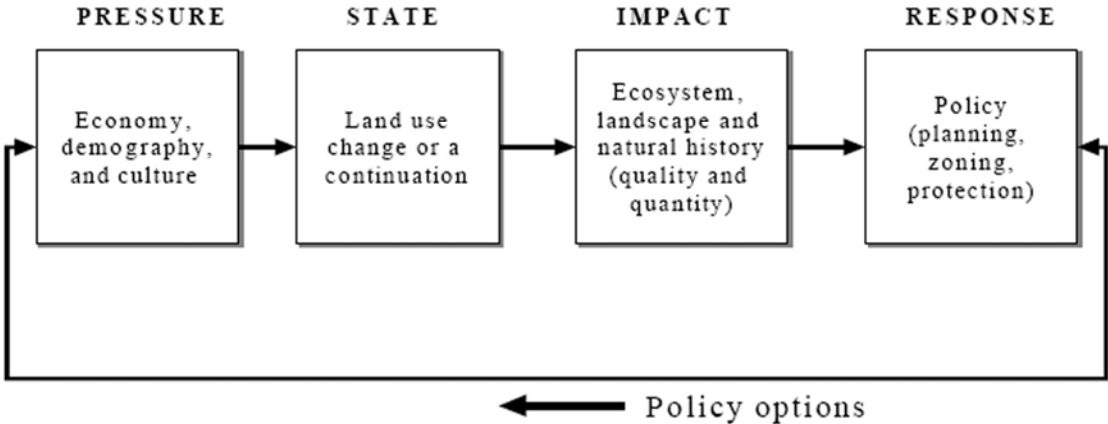 PRESSURE STATE IMPACT RESPONSE
Economy,
demography,
and culture
Land use
change or a
continuation
Ecosystem,
landscape and
natural history
(quality and
quantity)
Policy
(planning,
zoning,
protection)
Policy options